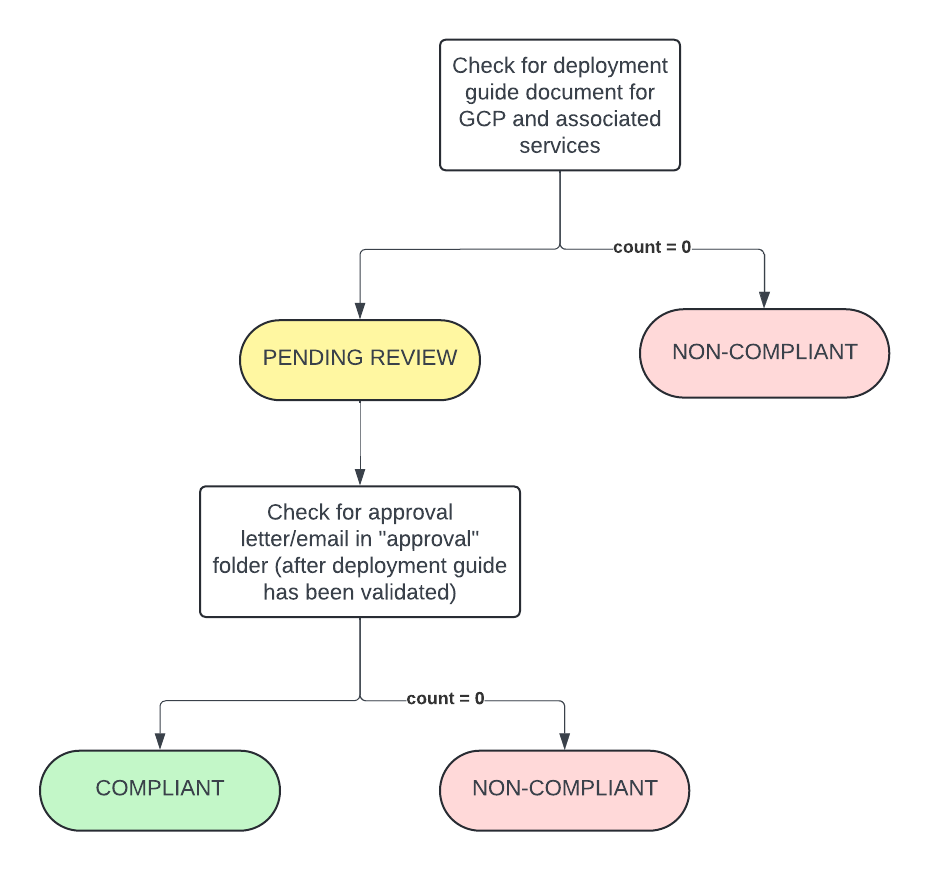 Check for deployment
guide document for
GCP and associated
services
count = 0
PENDING REVIEW
NON-COMPLIANT
Check for approval
letter/email in "approval"
folder (after deployment guide
has been validated)
count = 0
COMPLIANT
NON-COMPLIANT